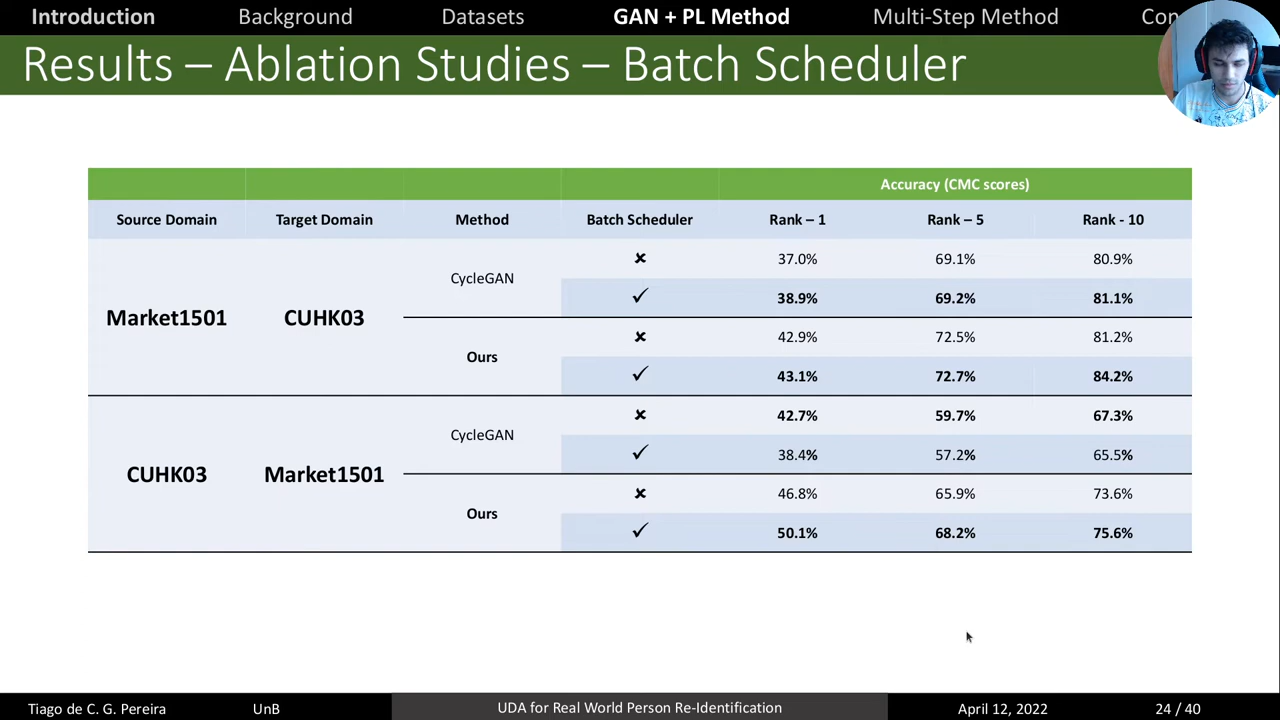 Introduction Background Datasets GAN + PL Method Multi-Step Method
Results – Ablation Studies – Batch Scheduler
Accuracy (CMC scores)
Source Domain Target Domain Method Batch Scheduler Rank – 1 Rank – 5 Rank - 10
Market1501 CUHK03
CycleGAN
✘ 37.0% 69.1% 80.9%
✓ 38.9% 69.2% 81.1%
Ours
✘ 42.9% 72.5% 81.2%
✓ 43.1% 72.7% 84.2%
CUHK03 Market1501
CycleGAN
✘ 42.7% 59.7% 67.3%
✓ 38.4% 57.2% 65.5%
Ours
✘ 46.8% 65.9% 73.6%
✓ 50.1% 68.2% 75.6%
Tiago de C. G. Pereira UnB UDA for Real World Person Re-Identification April 12, 2022 24 / 40